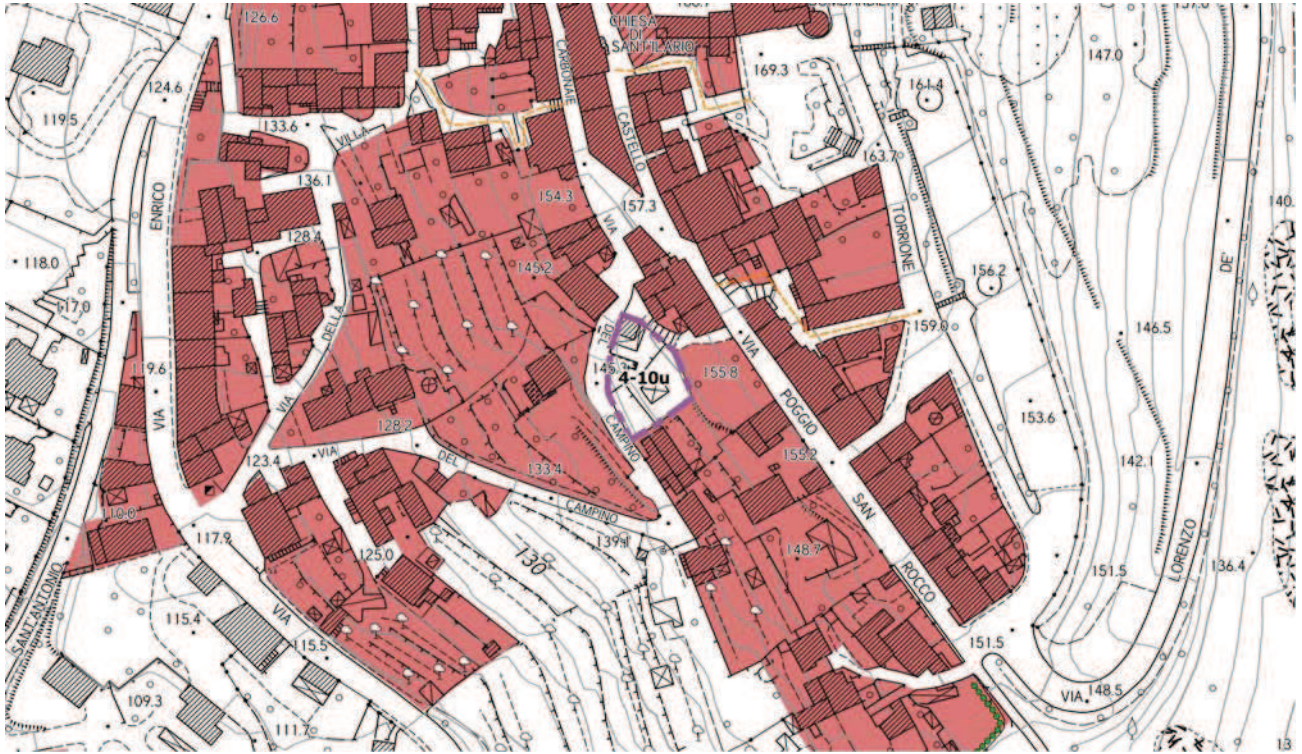 126.6
CHIESA
DI
SANT'ILARIO
169.3
147.0
124.6
119.5
133.6
VILLA
CARBONAIE
CASTELLO
161.4
163.7
140.
ENRICO
136.1
154.3
157.3
VIA
TORRIONE
128.4
118.0
145.2
156.2
DE'
117.0
DELLA
DEL
159.0
146.5
119.6
VIA
4-10u
155.8
VIA
VIA
128.2
CAMPINO
POGGIO
153.6
123.4
VIA
DEL
133.4
155.2
142.1
110.0
CAMPINO
SAN
117.9
139.1
148.7
125.0
130
ROCCO
151.5
LORENZO
136.4
SANT'ANTONIO
115.4
VIA
115.5
151.5
109.3
111.7
VIA
148.5
13